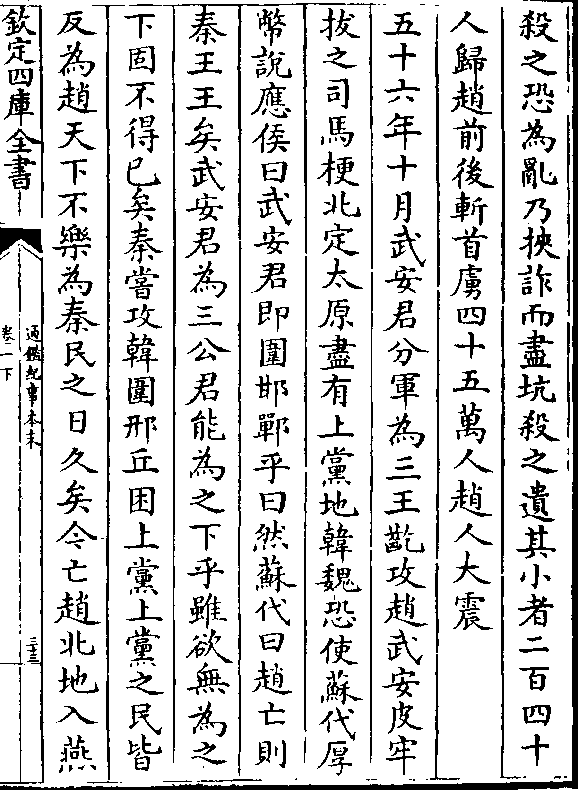 殺之恐為亂乃挾詐而盡坑殺之遺其小者二百四十
人歸趙前後斬首虜四十五萬人趙人大震
五十六年十月武安君分軍為三王齕攻趙武安皮牢
拔之司馬梗北定太原盡有上黨地韓魏恐使蘇代厚
幣說應侯曰武安君即圍邯鄲乎曰然蘇代曰趙亡則
秦王王矣武安君為三公君能為之下乎雖欲無為之
下固不得已矣秦嘗攻韓圍邢丘困上黨上黨之民皆
反為趙天下不樂為秦民之日久矣今亡趙北地入燕
欽定四庫全書
通鑑紀事本末
卷一下
三十三